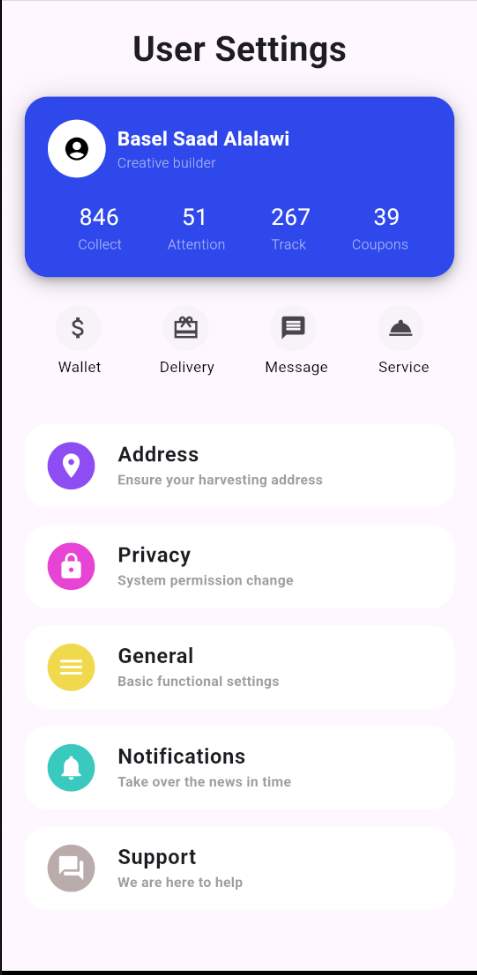 User Settings
Basel Saad Alalawi
Creative builder
846 51 267 39
Collect Attention Track Coupons
Wallet Delivery Message Service
Address
Ensure your harvesting address
Privacy
System permission change
General
Basic functional settings
Notifications
Take over the news in time
Support
We are here to help